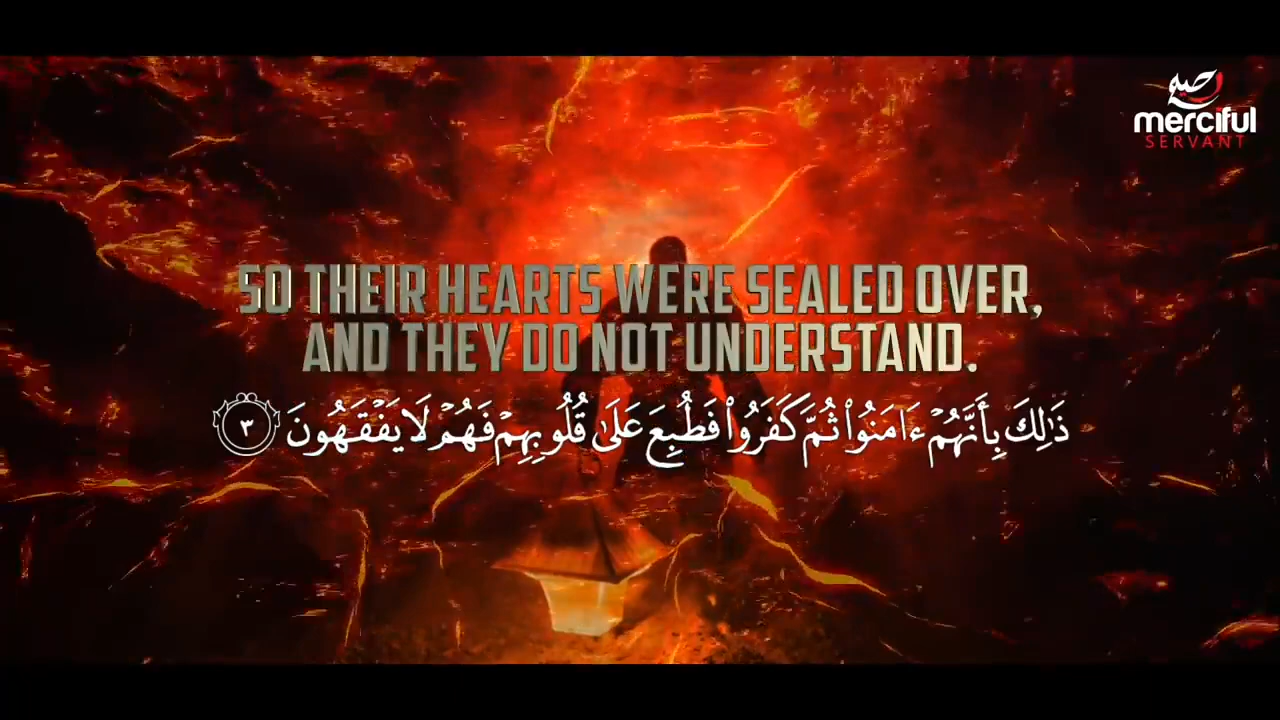 رحيم
merciful
SERVANT
SO THEIR HEARTS WERE SEALED OVER,
AND THEY DO NOT UNDERSTAND.
ذَٰلِكَ بِأَنَّهُمْ ءَامَنُوا۟ ثُمَّ كَفَرُوا۟ فَطُبِعَ عَلَىٰ قُلُوبِهِمْ فَهُمْ لَا يَفْقَهُونَ ٣